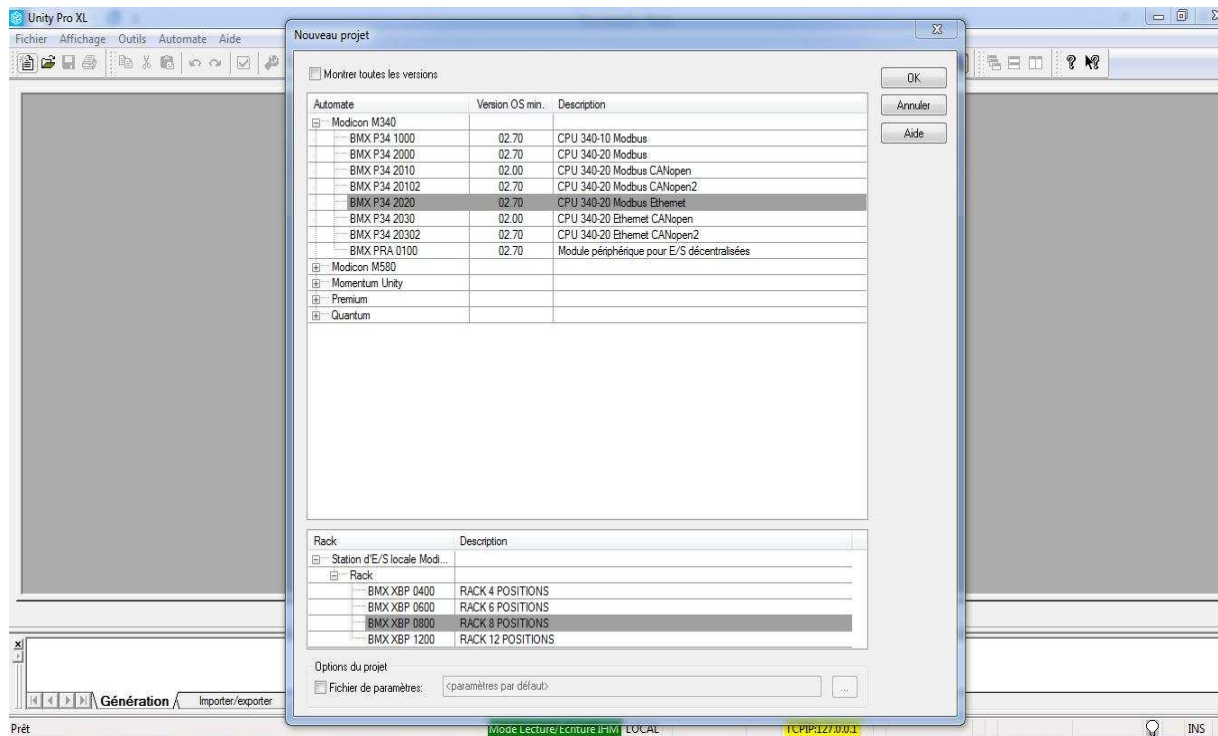 Unity Pro XL
Fichier Affichage Outils Automate Aide
Nouveau projet
Montrer toutes les versions
OK
Annuler
Aide
Automate Version OS min. Description
Modicon M340
BMX P34 1000 02.70 CPU 340-10 Modbus
BMX P34 2000 02.70 CPU 340-20 Modbus
BMX P34 2010 02.00 CPU 340-20 Modbus CANopen
BMX P34 20102 02.70 CPU 340-20 Modbus CANopen2
BMX P34 2020 02.70 CPU 340-20 Modbus Ethernet
BMX P34 2030 02.00 CPU 340-20 Ethernet CANopen
BMX P34 20302 02.70 CPU 340-20 Ethernet CANopen2
BMX PRA 0100 02.70 Module périphérique pour E/S décentralisées
Modicon M580
Momentum Unity
Premium
Quantum
Rack Description
Station d'E/S locale Modi...
Rack
BMX XBP 0400 RACK 4 POSITIONS
BMX XBP 0600 RACK 6 POSITIONS
BMX XBP 0800 RACK 8 POSITIONS
BMX XBP 1200 RACK 12 POSITIONS
Options du projet
Fichier de paramètres: <paramètres par défaut> ...
Génération Importer/exporter
Prêt Mode Lecture/Ecriture IHM LOCAL TCPIP:127.0.0.1 INS